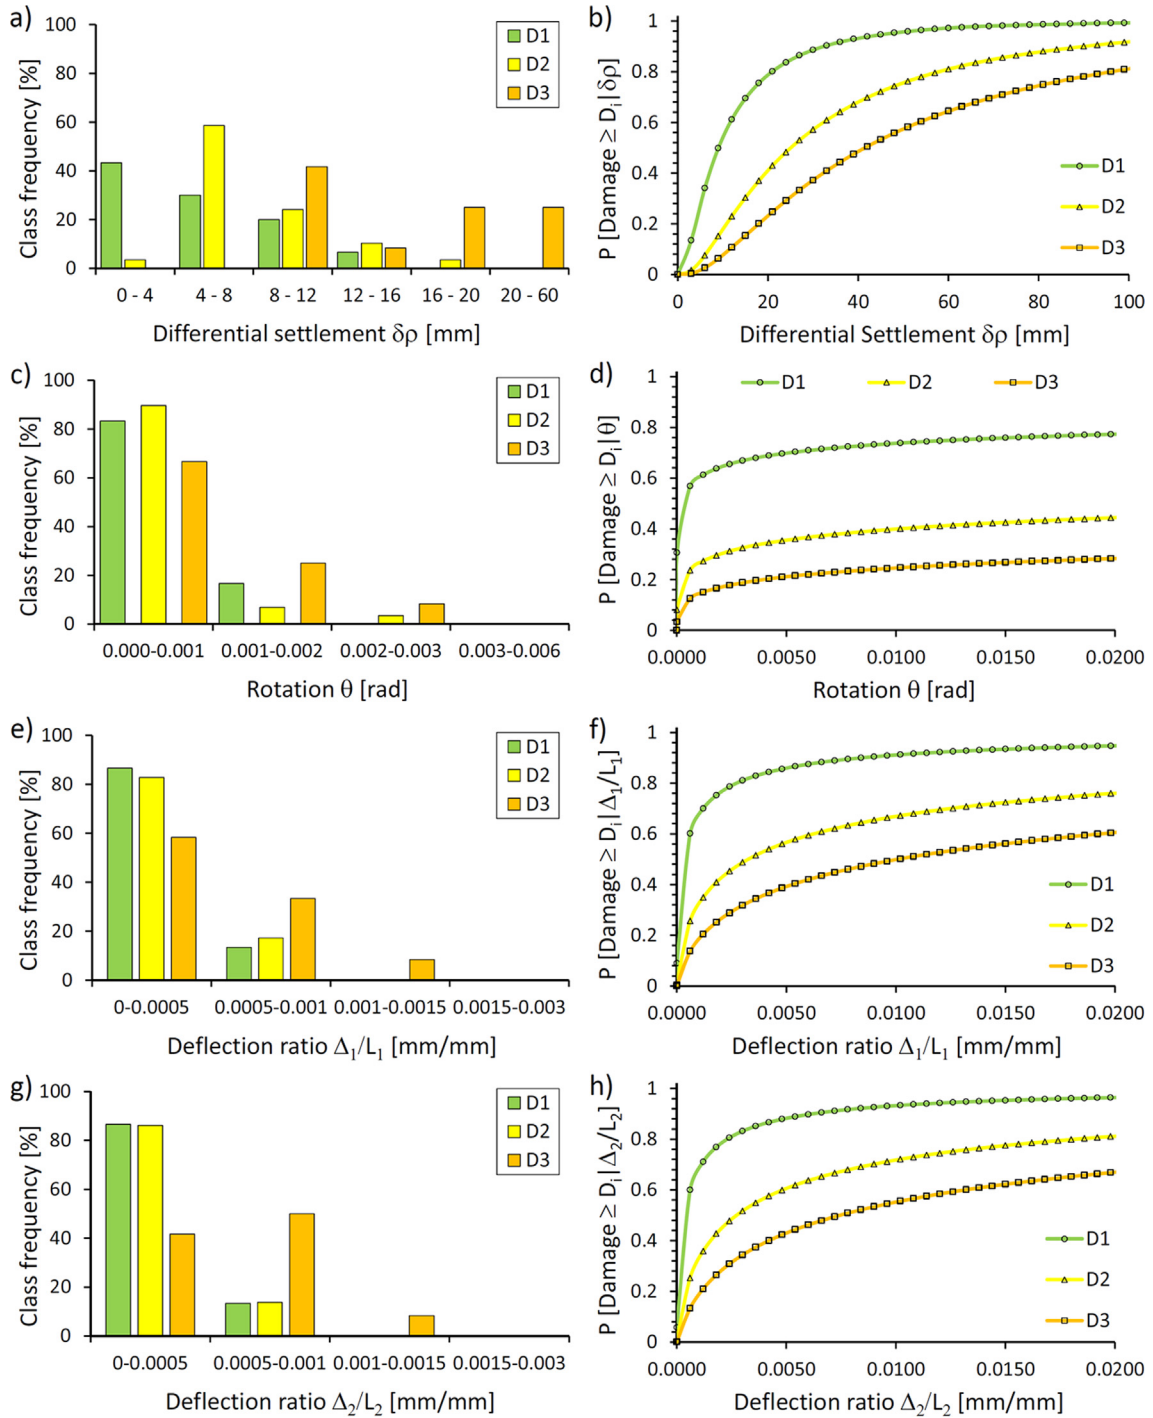 a)
Class frequency [%]
100
80
60
40
20
0
D1
D2
D3
0 - 4 4 - 8 8 - 12 12 - 16 16 - 20 20 - 60
Differential settlement δρ [mm]
b)
P [Damage ≥ Dᵢ|δρ]
1
0.8
0.6
0.4
0.2
0
D1
D2
D3
0 20 40 60 80 100
Differential Settlement δρ [mm]
c)
Class frequency [%]
100
80
60
40
20
0
D1
D2
D3
0.000-0.001 0.001-0.002 0.002-0.003 0.003-0.006
Rotation θ [rad]
d)
P [Damage ≥ Dᵢ|θ]
1
0.8
0.6
0.4
0.2
0
D1 D2 D3
0.0000 0.0050 0.0100 0.0150 0.0200
Rotation θ [rad]
e)
Class frequency [%]
100
80
60
40
20
0
D1
D2
D3
0-0.0005 0.0005-0.001 0.001-0.0015 0.0015-0.003
Deflection ratio Δ₁/L₁ [mm/mm]
f)
P [Damage ≥ Dᵢ|Δ₁/L₁]
1
0.8
0.6
0.4
0.2
0
D1
D2
D3
0.0000 0.0050 0.0100 0.0150 0.0200
Deflection ratio Δ₁/L₁ [mm/mm]
g)
Class frequency [%]
100
80
60
40
20
0
D1
D2
D3
0-0.0005 0.0005-0.001 0.001-0.0015 0.0015-0.003
Deflection ratio Δ₂/L₂ [mm/mm]
h)
P [Damage ≥ Dᵢ|Δ₂/L₂]
1
0.8
0.6
0.4
0.2
0
D1
D2
D3
0.0000 0.0050 0.0100 0.0150 0.0200
Deflection ratio Δ₂/L₂ [mm/mm]